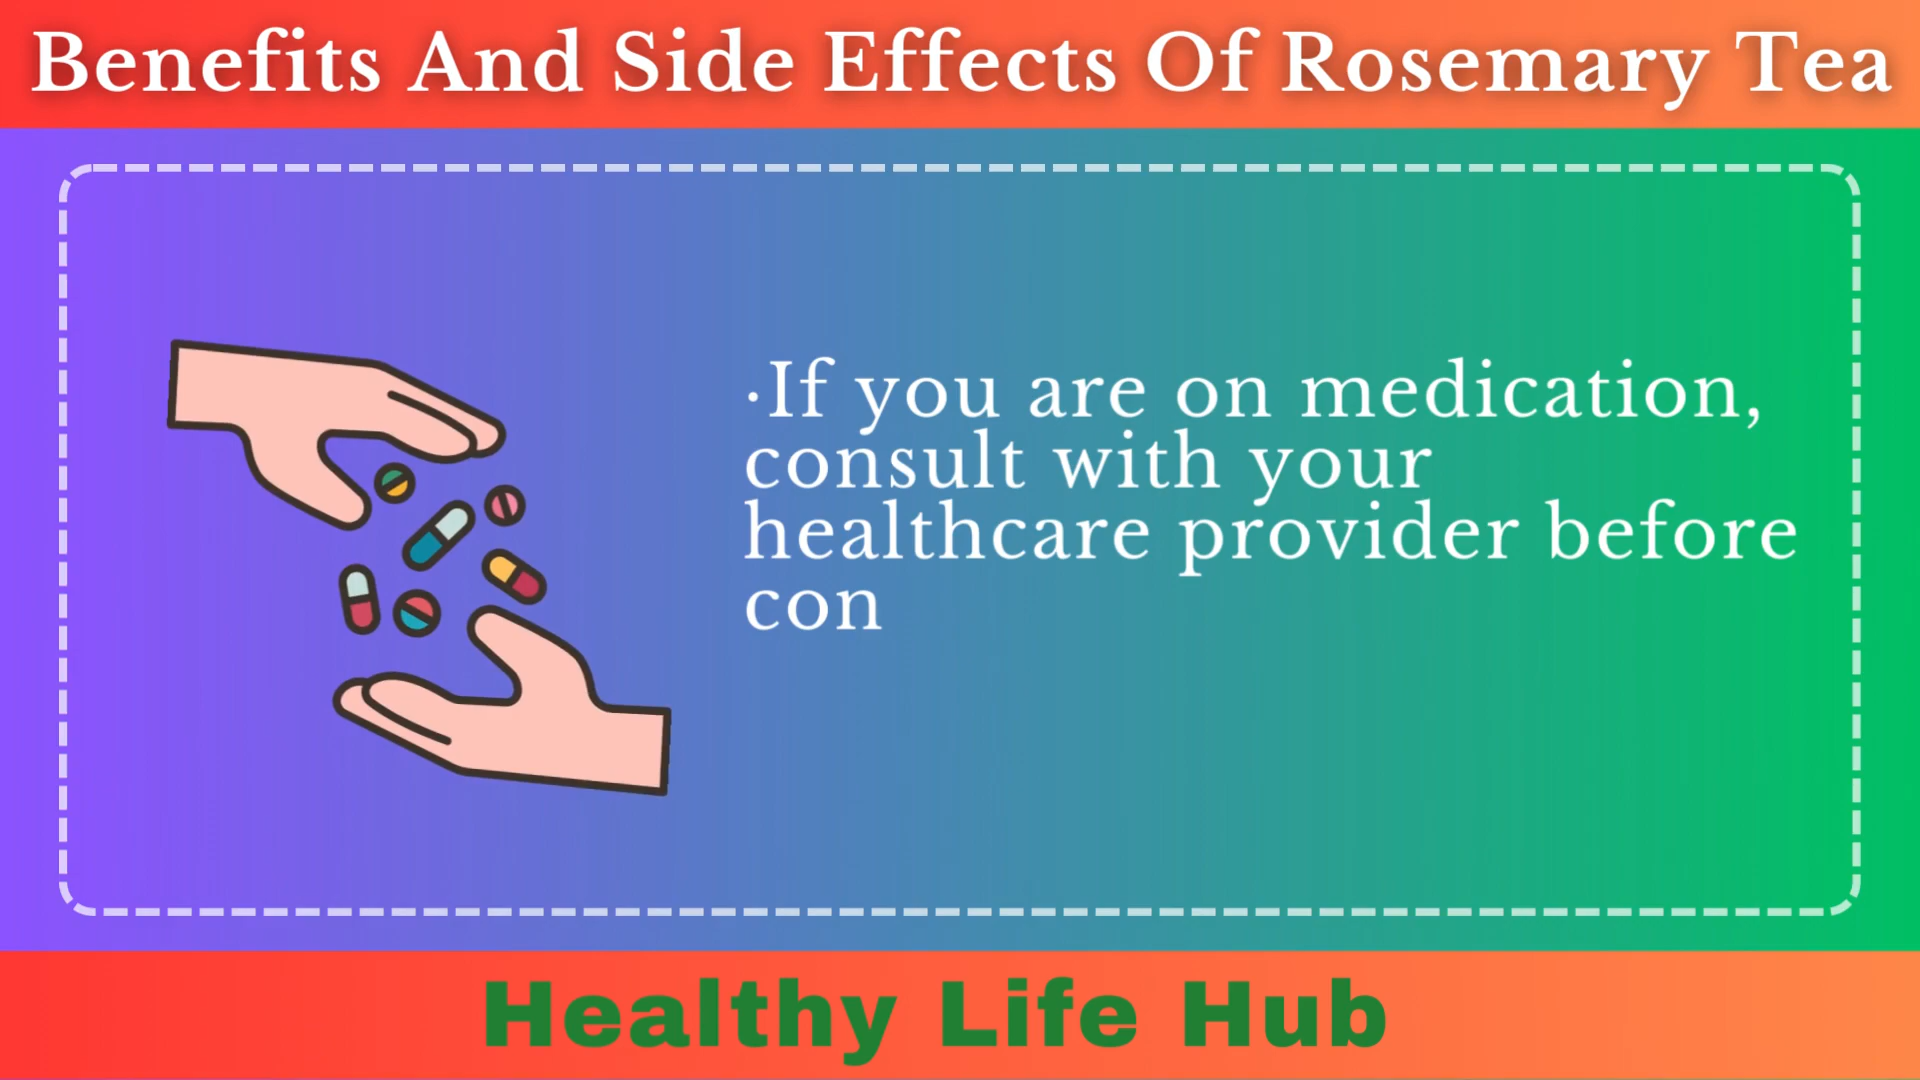 Benefits And Side Effects Of Rosemary Tea
·If you are on medication,
consult with your
healthcare provider before
con
Healthy Life Hub